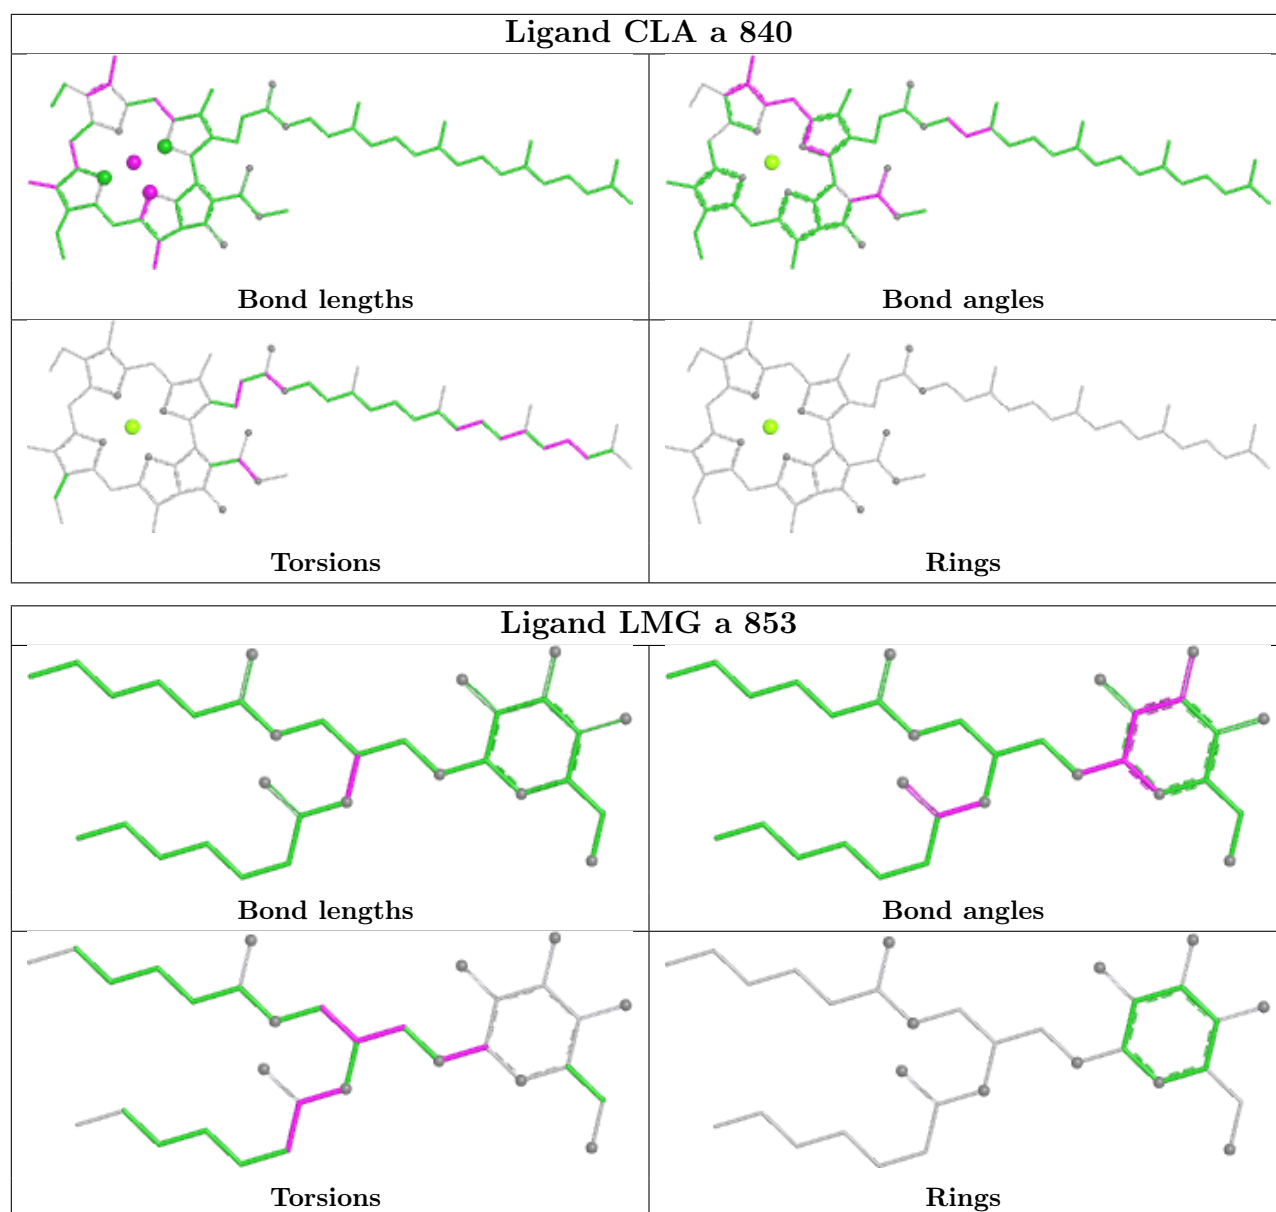 Ligand CLA a 840
Bond lengths
Bond angles
Torsions
Rings
Ligand LMG a 853
Bond lengths
Bond angles
Torsions
Rings